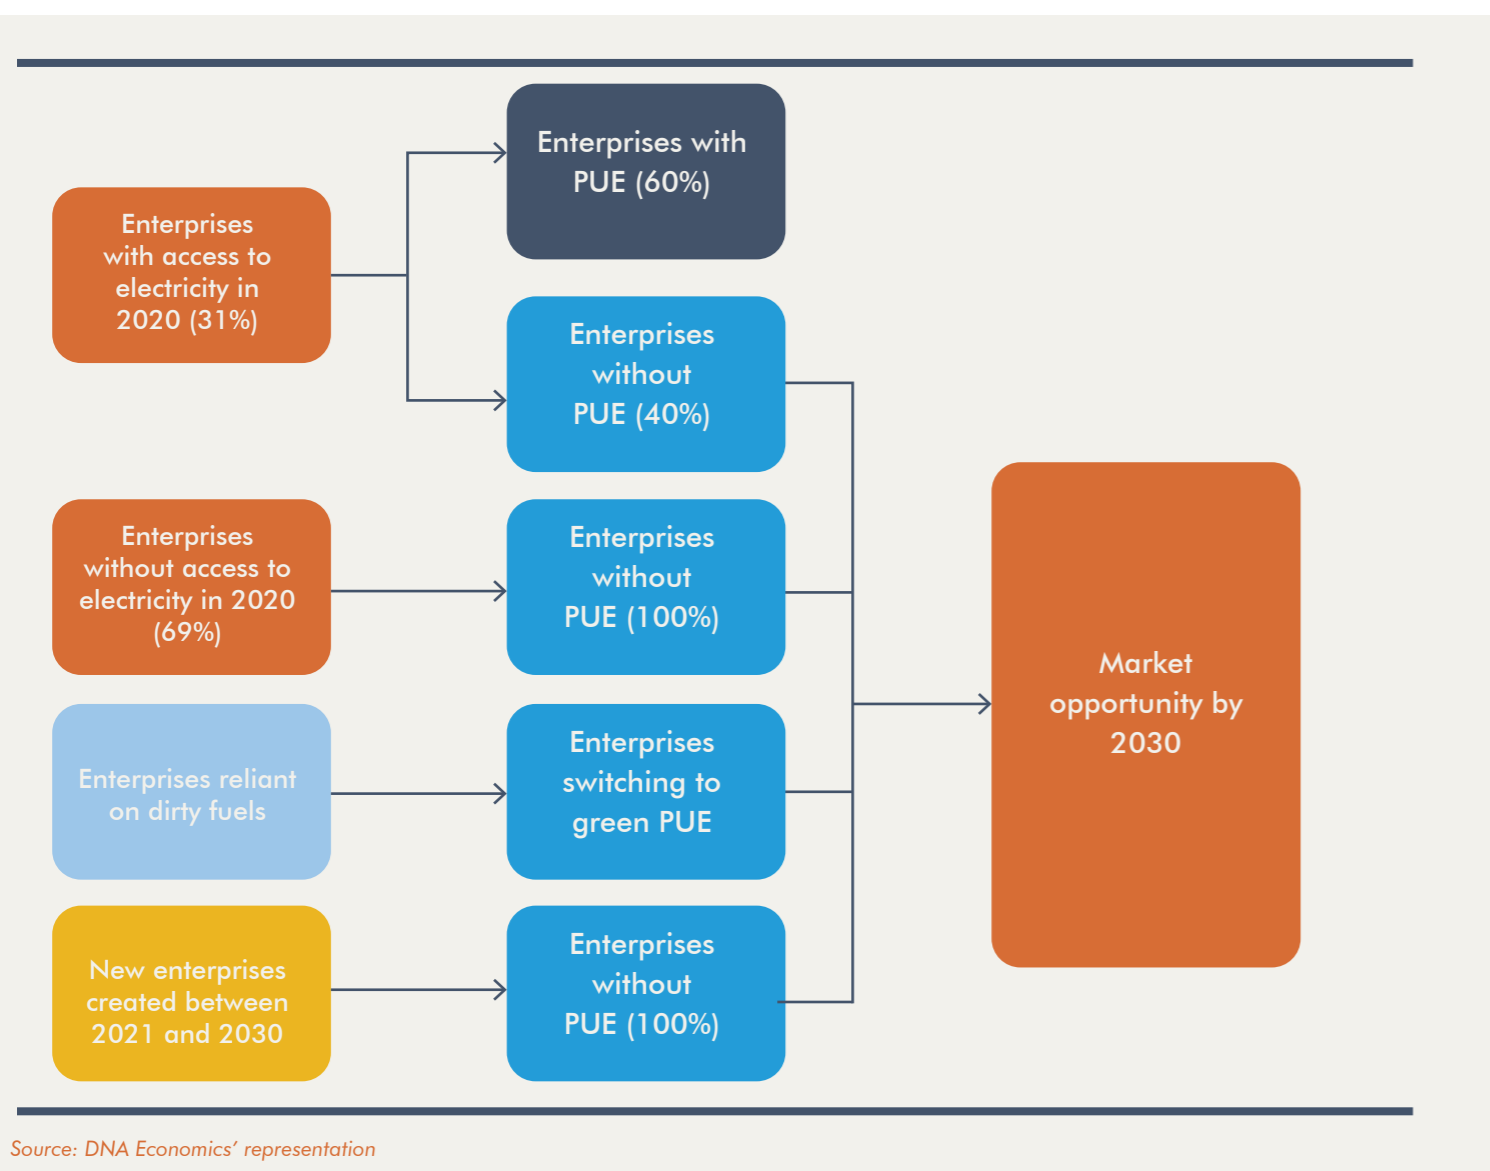 Enterprises with
PUE (60%)
Enterprises
with access to
electricity in
2020 (31%)
Enterprises
without
PUE (40%)
Enterprises
without access to
electricity in 2020
(69%)
Enterprises
without
PUE (100%)
Market
opportunity by
2030
Enterprises reliant
on dirty fuels
Enterprises
switching to
green PUE
New enterprises
created between
2021 and 2030
Enterprises
without
PUE (100%)
Source: DNA Economics’ representation